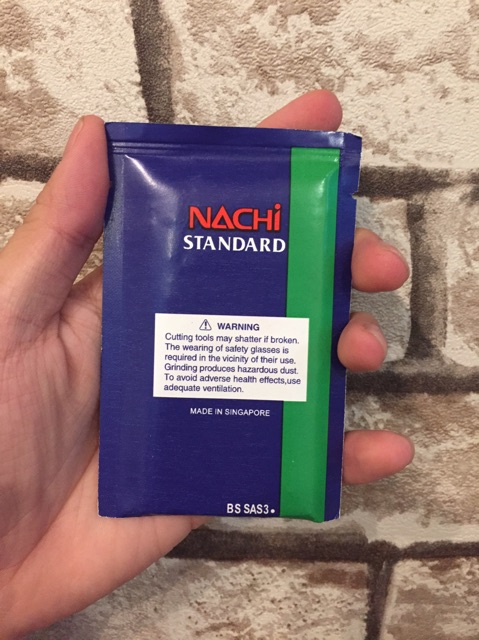 NACHi
STANDARD
WARNING
Cutting tools may shatter if broken.
The wearing of safety glasses is
required in the vicinity of their use.
Grinding produces hazardous dust.
To avoid adverse health effects,use
adequate ventilation.
MADE IN SINGAPORE
BS SAS3